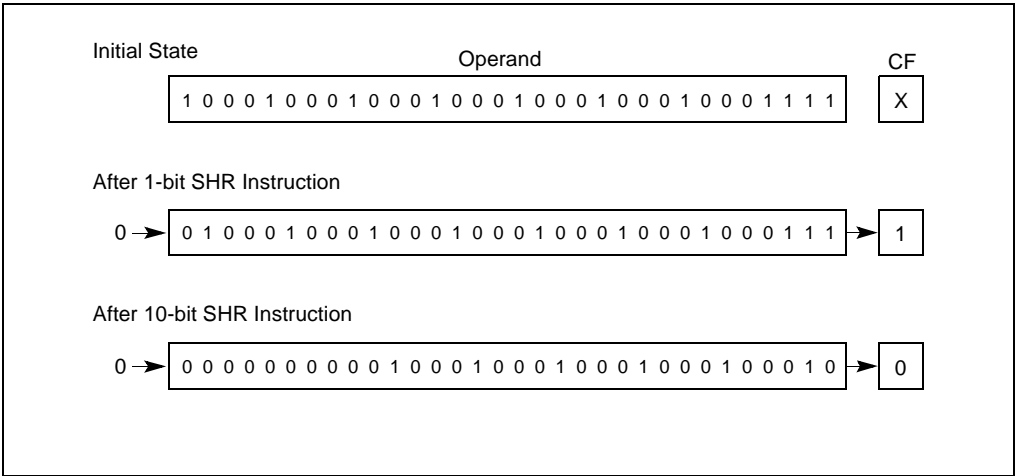 Initial State
Operand
CF
1 0 0 0 1 0 0 0 1 0 0 0 1 0 0 0 1 0 0 0 1 0 0 0 1 0 0 0 1 1 1 1
X
After 1-bit SHR Instruction
0
0 1 0 0 0 1 0 0 0 1 0 0 0 1 0 0 0 1 0 0 0 1 0 0 0 1 0 0 0 1 1 1
1
After 10-bit SHR Instruction
0
0 0 0 0 0 0 0 0 0 0 1 0 0 0 1 0 0 0 1 0 0 0 1 0 0 0 1 0 0 0 1 0
0